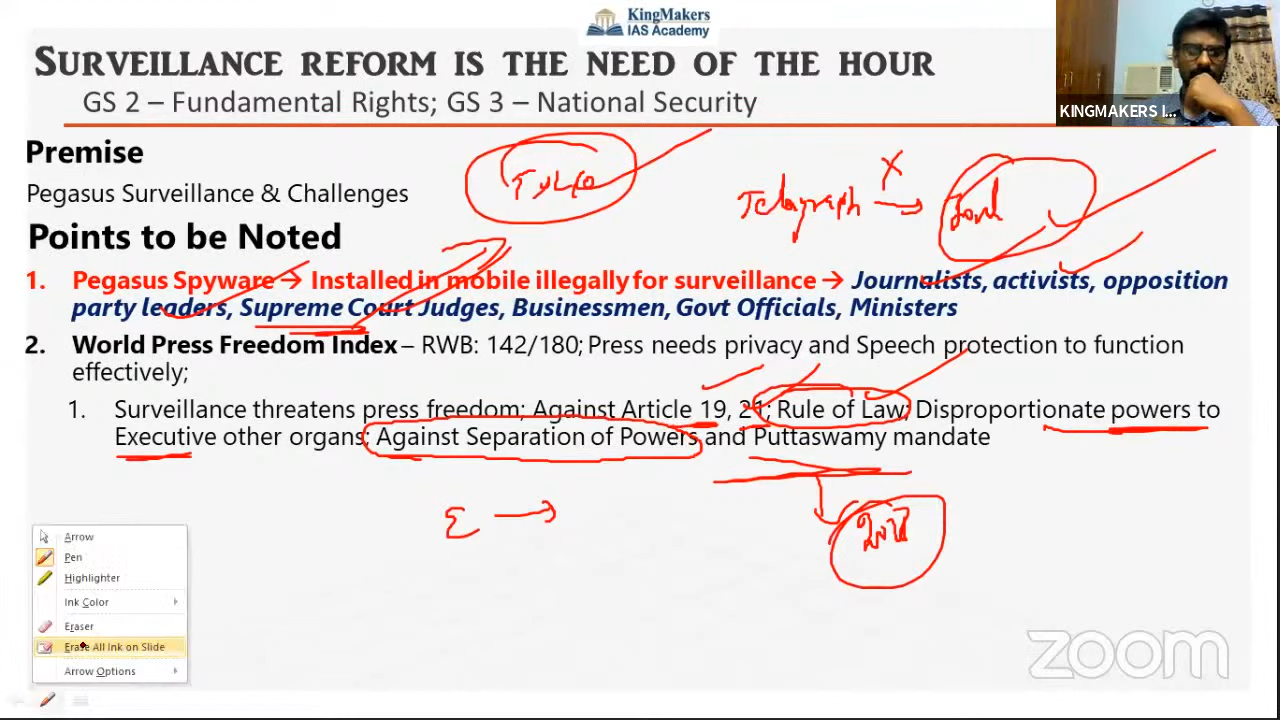 KingMakers
IAS Academy
SURVEILLANCE REFORM IS THE NEED OF THE HOUR
GS 2 – Fundamental Rights; GS 3 – National Security
KINGMAKERS I...
Premise
Pegasus Surveillance & Challenges
Telegraph
Points to be Noted
1. Pegasus Spyware → Installed in mobile illegally for surveillance → Journalists, activists, opposition
party leaders, Supreme Court Judges, Businessmen, Govt Officials, Ministers
2. World Press Freedom Index – RWB: 142/180; Press needs privacy and Speech protection to function
effectively;
1. Surveillance threatens press freedom; Against Article 19, 21; Rule of Law; Disproportionate powers to
Executive other organs; Against Separation of Powers and Puttaswamy mandate
Arrow
Pen
Highlighter
Ink Color
Eraser
Erase All Ink on Slide
Arrow Options
zoom